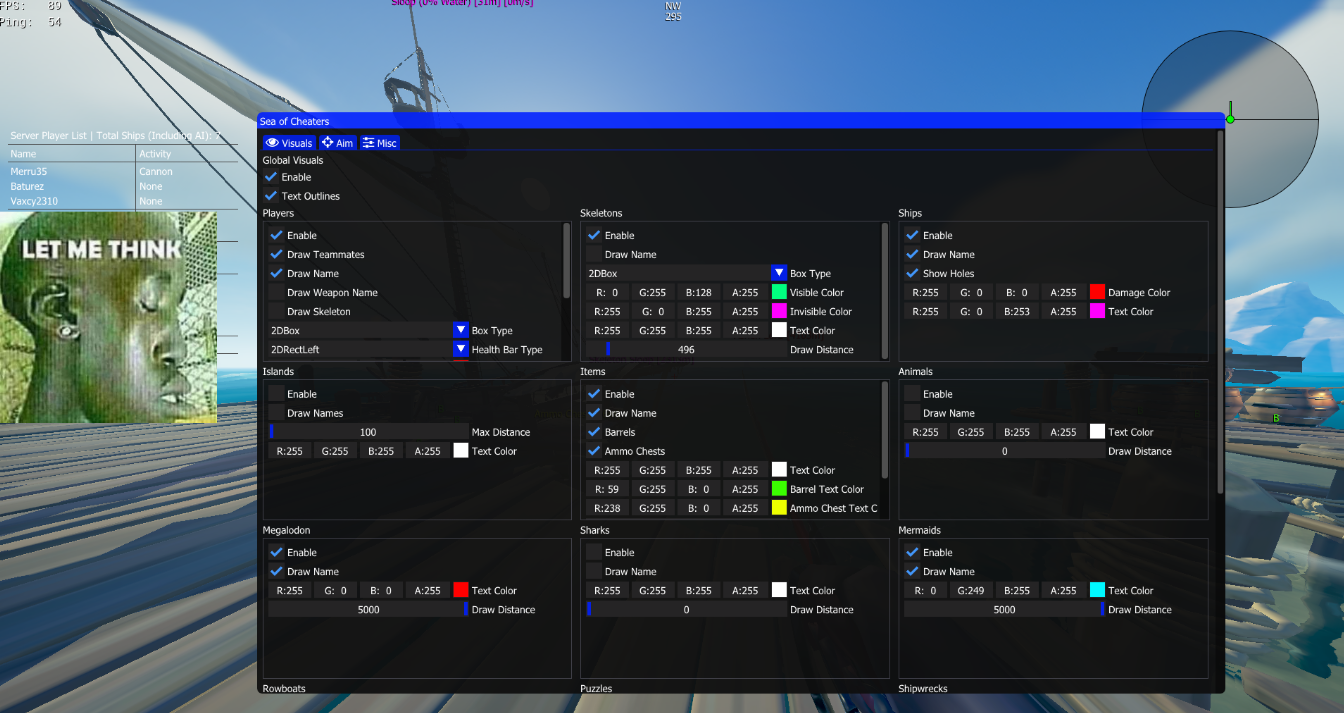 FPS: 89
Ping: 54
Sloop (0% Water) [31m] [0m/s]
NW
295
Server Player List | Total Ships (Including AI): 7
Name Activity
Merru35 Cannon
Baturez None
Vaxcy2310 None
LET ME THINK
Sea of Cheaters
Visuals Aim Misc
Global Visuals
Enable
Text Outlines
Players
Enable
Draw Teammates
Draw Name
Draw Weapon Name
Draw Skeleton
2DBox Box Type
2DRectLeft Health Bar Type
Skeletons
Enable
Draw Name
2DBox Box Type
R: 0 G:255 B:128 A:255 Visible Color
R:255 G: 0 B:255 A:255 Invisible Color
R:255 G:255 B:255 A:255 Text Color
496 Draw Distance
Ships
Enable
Draw Name
Show Holes
R:255 G: 0 B: 0 A:255 Damage Color
R:255 G: 0 B:253 A:255 Text Color
Islands
Enable
Draw Names
100 Max Distance
R:255 G:255 B:255 A:255 Text Color
Items
Enable
Draw Name
Barrels
Ammo Chests
R:255 G:255 B:255 A:255 Text Color
R: 59 G:255 B: 0 A:255 Barrel Text Color
R:238 G:255 B: 0 A:255 Ammo Chest Text C
Animals
Enable
Draw Name
R:255 G:255 B:255 A:255 Text Color
0 Draw Distance
B
Megalodon
Enable
Draw Name
R:255 G: 0 B: 0 A:255 Text Color
5000 Draw Distance
Sharks
Enable
Draw Name
R:255 G:255 B:255 A:255 Text Color
0 Draw Distance
Mermaids
Enable
Draw Name
R: 0 G:249 B:255 A:255 Text Color
5000 Draw Distance
Rowboats
Puzzles
Shipwrecks